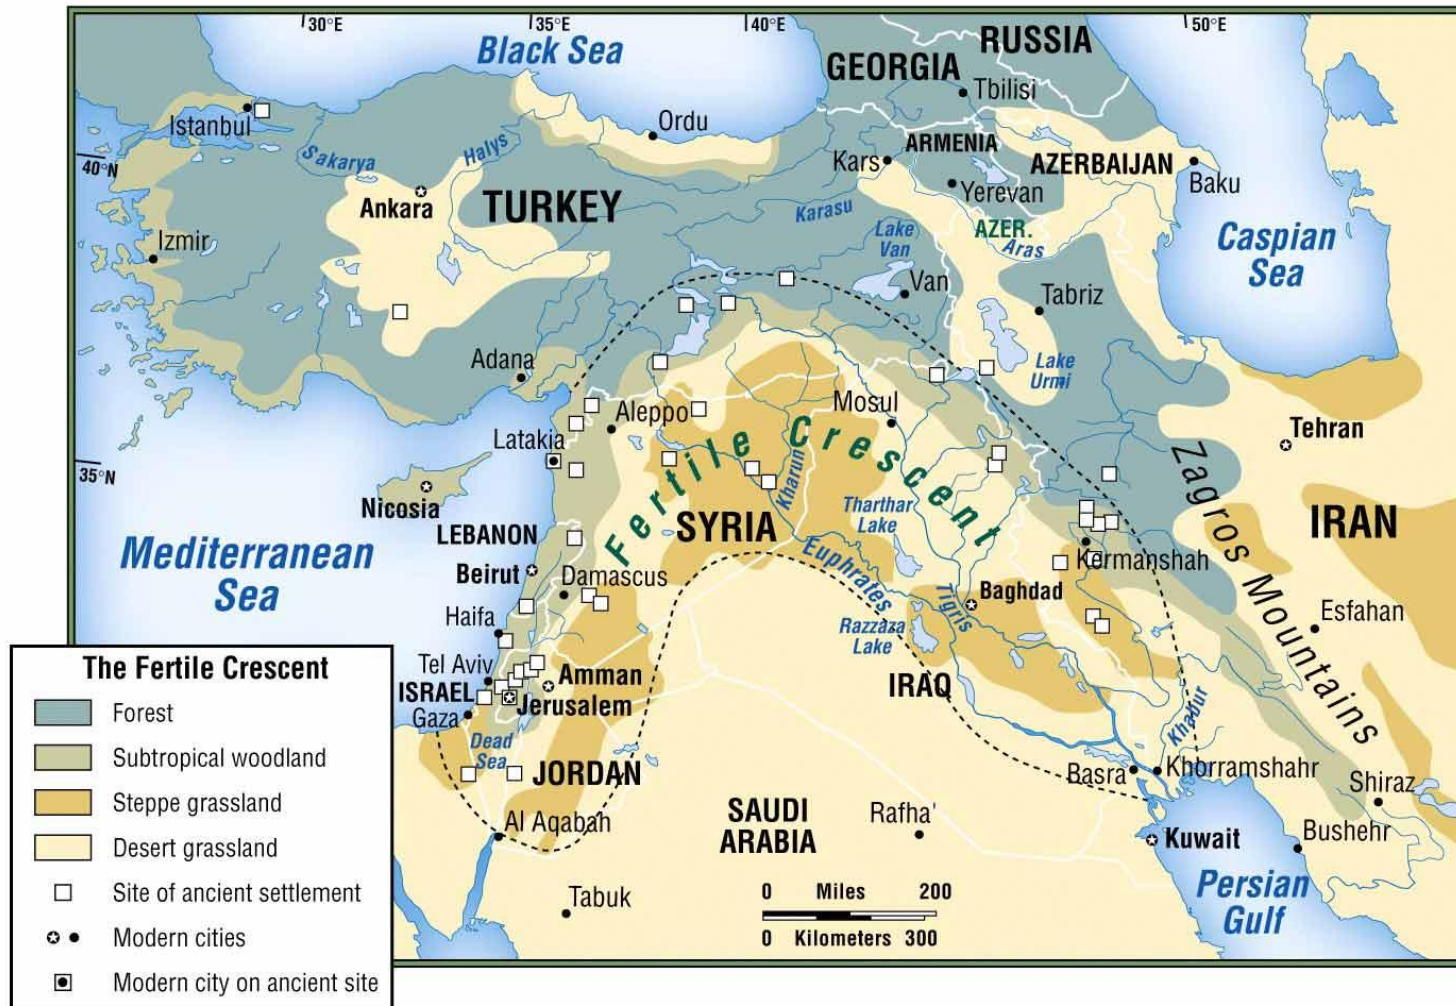 30°E
35°E
40°E
50°E
Black Sea
RUSSIA
GEORGIA
Tbilisi
Istanbul
Ordu
Sakarya
Halys
40°N
Kars
ARMENIA
AZERBAIJAN
Baku
Yerevan
Ankara
TURKEY
Karasu
AZER.
Aras
Lake
Van
Caspian
Sea
Izmir
Van
Tabriz
Adana
Lake
Urmi
Aleppo
Mosul
Latakia
Fertile Crescent
Tehran
35°N
Kharun
Zagros Mountains
Nicosia
Tharthar
Lake
LEBANON
SYRIA
IRAN
Mediterranean
Sea
Beirut
Damascus
Euphrates
Kermanshah
Tigris
Baghdad
Haifa
Razzaza
Lake
Esfahan
Tel Aviv
Amman
ISRAEL
Jerusalem
IRAQ
Gaza
Khabur
Dead
Sea
JORDAN
Basra
Khorramshahr
Shiraz
SAUDI
ARABIA
Rafha'
Al Aqabah
Kuwait
Bushehr
Persian
Gulf
Tabuk
0 Miles 200
0 Kilometers 300
The Fertile Crescent
Forest
Subtropical woodland
Steppe grassland
Desert grassland
Site of ancient settlement
Modern cities
Modern city on ancient site